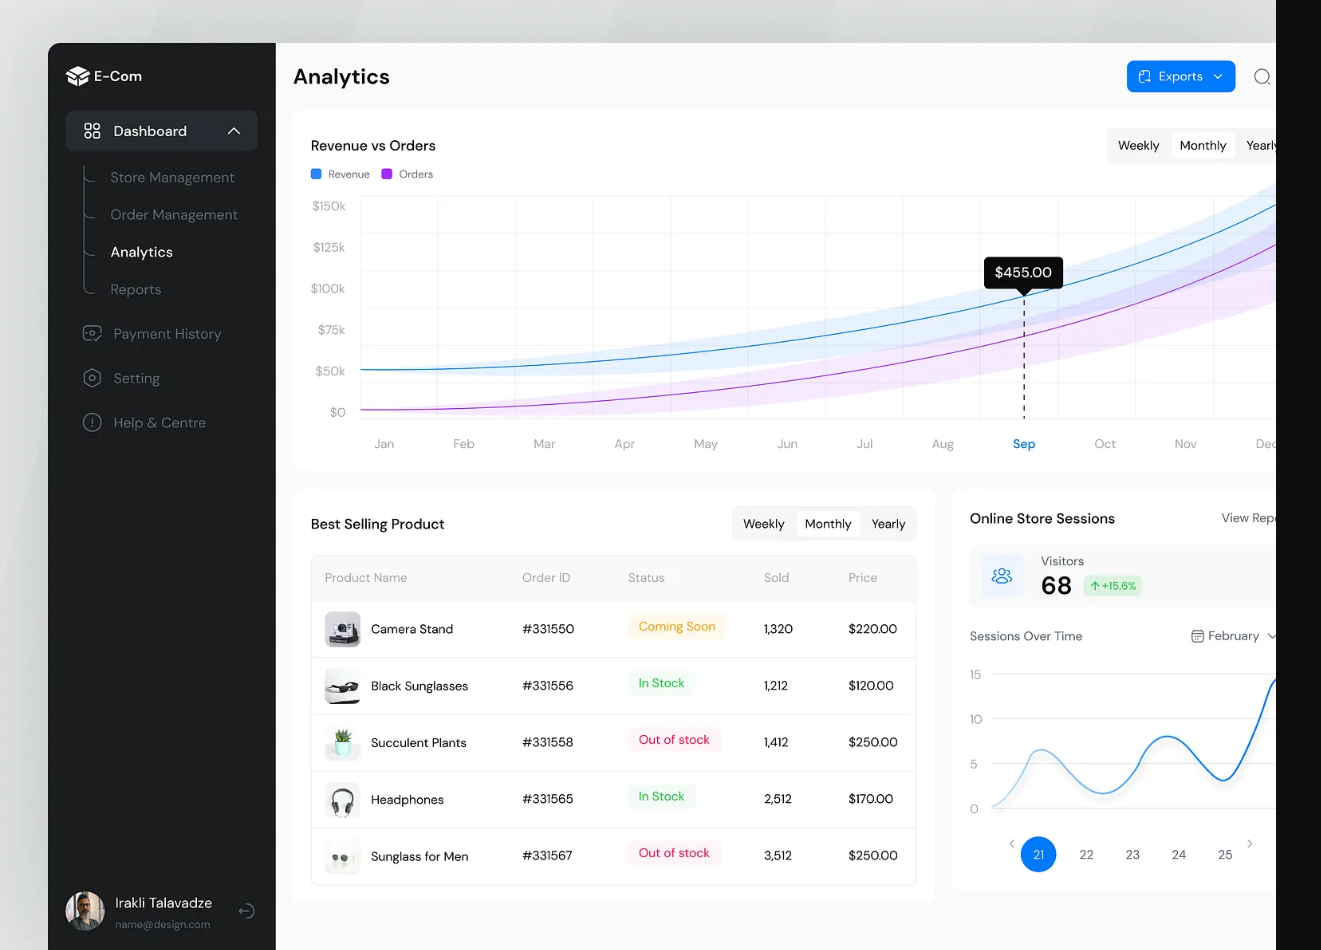 E-Com
Dashboard
Store Management
Order Management
Analytics
Reports
Payment History
Setting
Help & Centre
Irakli Talavadze
name@design.com
Analytics
Exports
Revenue vs Orders
Weekly Monthly Yearly
Revenue Orders
$150k
$125k
$100k
$75k
$50k
$0
$455.00
Jan Feb Mar Apr May Jun Jul Aug Sep Oct Nov Dec
Best Selling Product
Weekly Monthly Yearly
Product Name Order ID Status Sold Price
Camera Stand #331550 Coming Soon 1,320 $220.00
Black Sunglasses #331556 In Stock 1,212 $120.00
Succulent Plants #331558 Out of stock 1,412 $250.00
Headphones #331565 In Stock 2,512 $170.00
Sunglass for Men #331567 Out of stock 3,512 $250.00
Online Store Sessions
View Repo
Visitors
68 +15.6%
Sessions Over Time
February
15
10
5
0
21 22 23 24 25